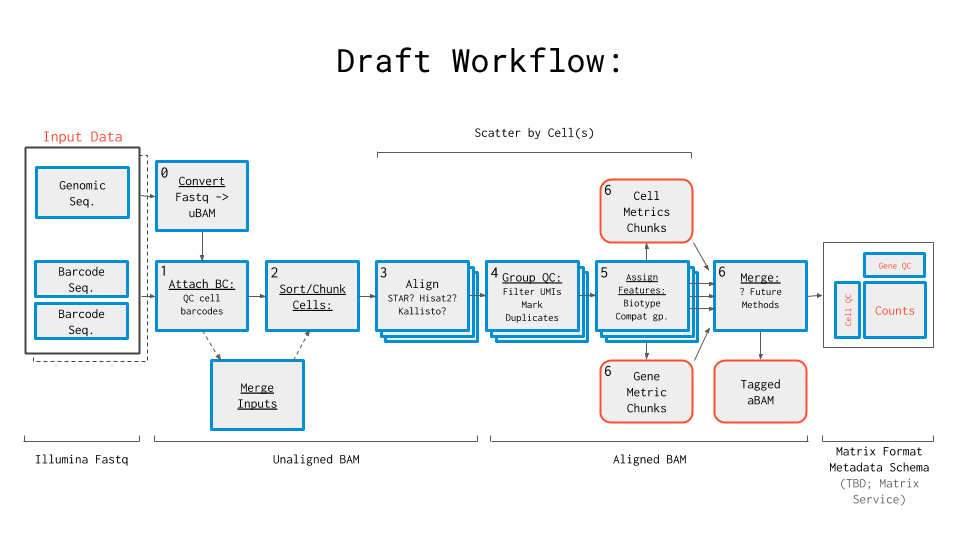 Draft Workflow:
Input Data
Scatter by Cell(s)
Genomic
Seq.
Barcode
Seq.
Barcode
Seq.
0
Convert
Fastq ->
uBAM
1
Attach BC:
QC cell
barcodes
2
Sort/Chunk
Cells:
Merge
Inputs
3
Align
STAR? Hisat2?
Kallisto?
4
Group QC:
Filter UMIs
Mark
Duplicates
5
Assign
Features:
Biotype
Compat gp.
6
Cell
Metrics
Chunks
6
Gene
Metric
Chunks
6
Merge:
? Future
Methods
Tagged
aBAM
Gene QC
Cell QC
Counts
Illumina Fastq
Unaligned BAM
Aligned BAM
Matrix Format
Metadata Schema
(TBD; Matrix
Service)